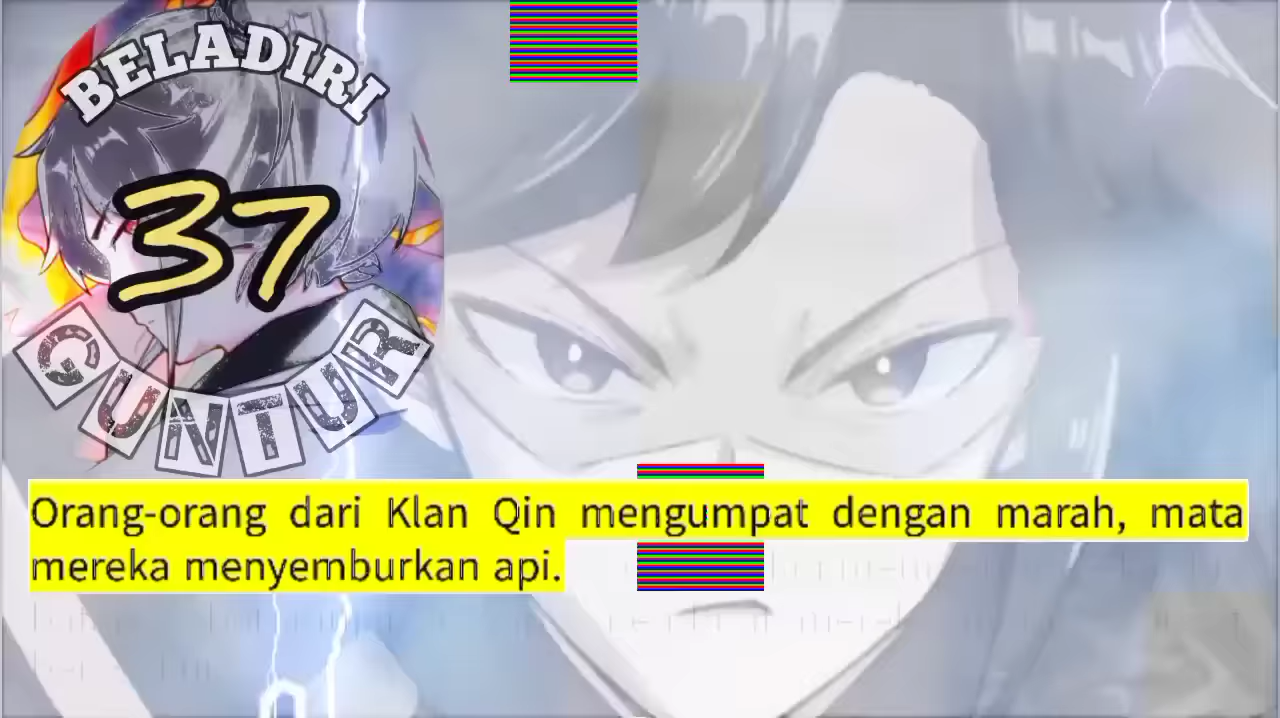 BELADIRI
37
GUNTUR
Orang-orang dari Klan Qin mengumpat dengan marah, mata
mereka menyemburkan api.